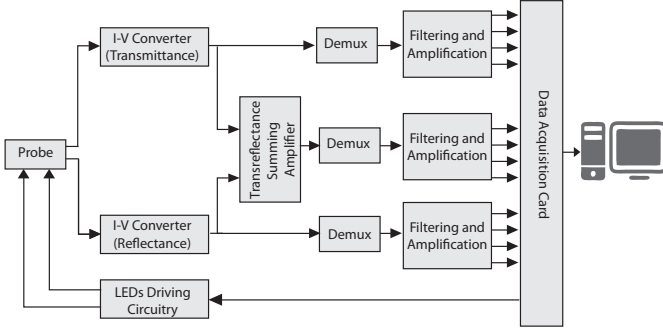 I-V Converter
(Transmittance)
Demux
Filtering and
Amplification
Probe
Transreflectance
Summing
Amplifier
Demux
Filtering and
Amplification
Data Acquisition Card
I-V Converter
(Reflectance)
Demux
Filtering and
Amplification
LEDs Driving
Circuitry